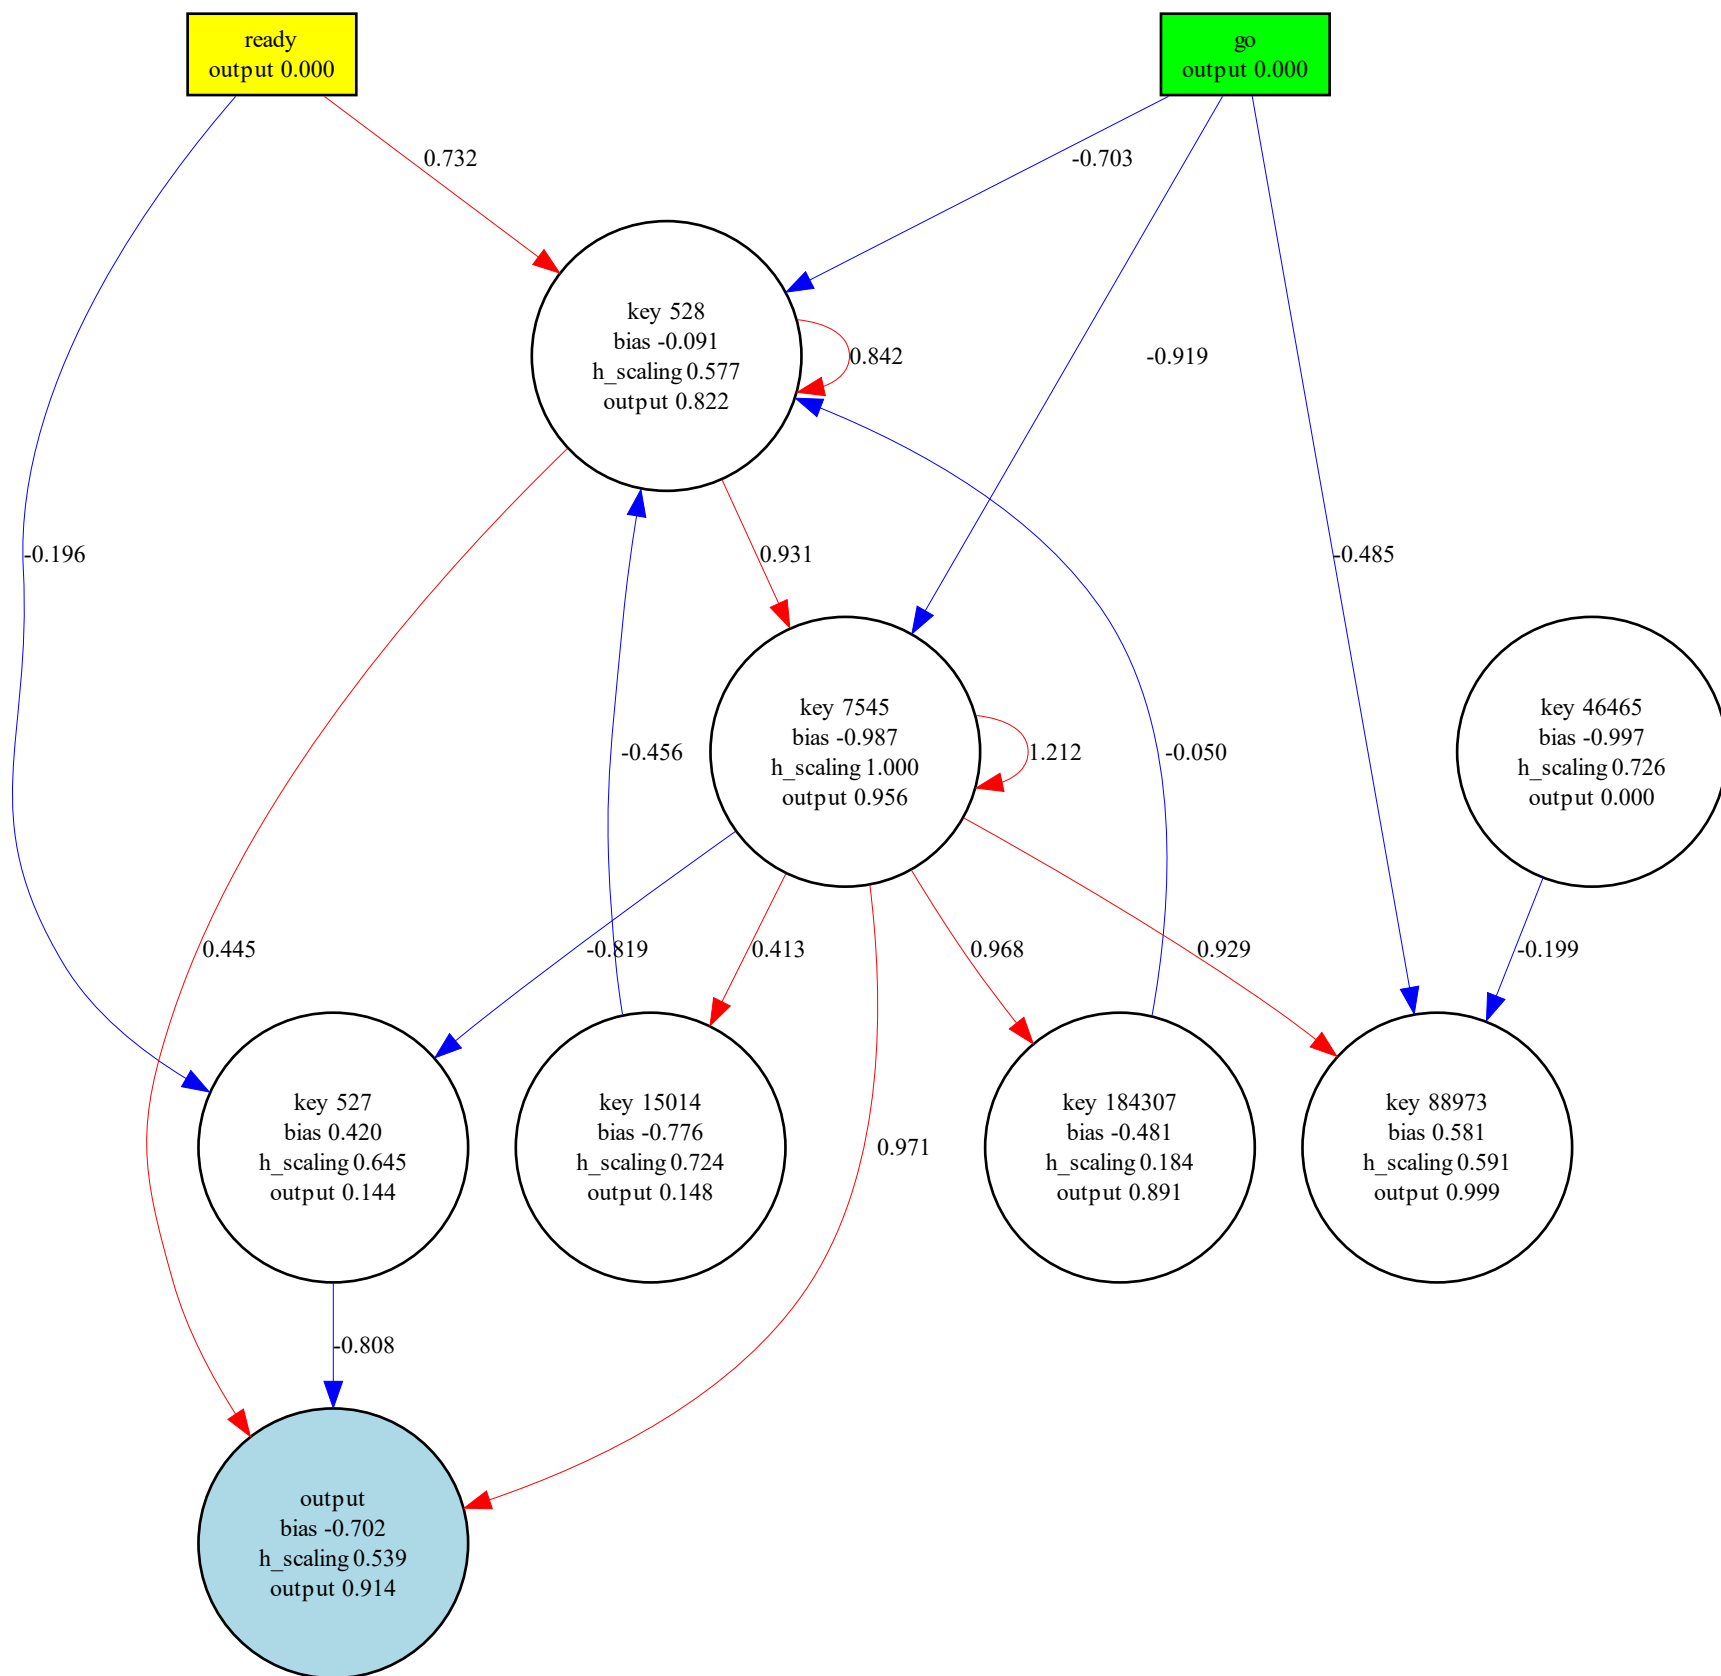 ready
output 0.000
go
output 0.000
0.732
-0.703
key 528
bias -0.091
h_scaling 0.577
output 0.822
0.842
-0.919
-0.196
0.931
-0.485
key 7545
bias -0.987
h_scaling 1.000
output 0.956
-0.456
1.212
-0.050
key 46465
bias -0.997
h_scaling 0.726
output 0.000
0.445
-0.819
0.413
0.968
0.929
-0.199
key 527
bias 0.420
h_scaling 0.645
output 0.144
key 15014
bias -0.776
h_scaling 0.724
output 0.148
0.971
key 184307
bias -0.481
h_scaling 0.184
output 0.891
key 88973
bias 0.581
h_scaling 0.591
output 0.999
-0.808
output
bias -0.702
h_scaling 0.539
output 0.914